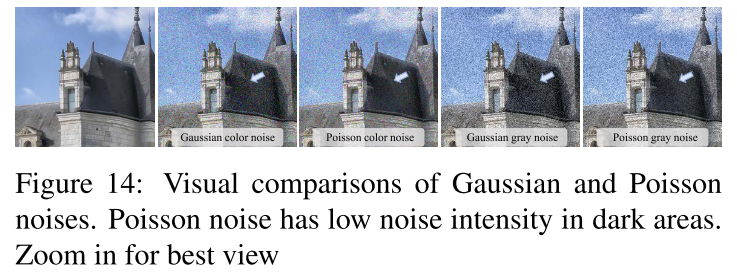 Gaussian color noise
Poisson color noise
Gaussian gray noise
Poisson gray noise
Figure 14: Visual comparisons of Gaussian and Poisson
noises. Poisson noise has low noise intensity in dark areas.
Zoom in for best view